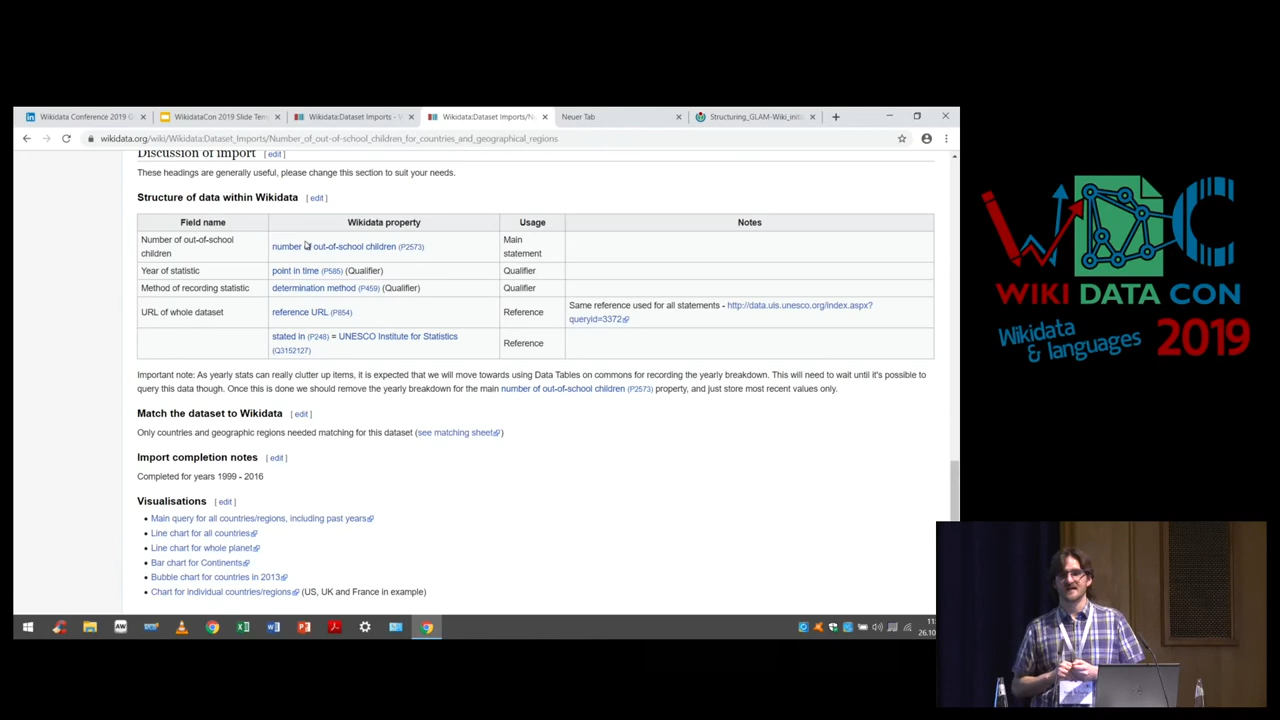 Wikidata Conference 2019 G
WikidataCon 2019 Slide Tem
Wikidata:Dataset Imports - 
Wikidata:Dataset Imports/N
Neuer Tab
Structuring_GLAM-Wiki_initi
wikidata.org/wiki/Wikidata:Dataset_Imports/Number_of_out-of-school_children_for_countries_and_geographical_regions
Discussion of import [ edit ]
These headings are generally useful, please change this section to suit your needs.
Structure of data within Wikidata [ edit ]
Field name Wikidata property Usage Notes
Number of out-of-school children number of out-of-school children (P2573) Main statement
Year of statistic point in time (P585) (Qualifier) Qualifier
Method of recording statistic determination method (P459) (Qualifier) Qualifier
URL of whole dataset reference URL (P854) Reference Same reference used for all statements - http://data.uis.unesco.org/index.aspx?
queryid=3372
stated in (P248) = UNESCO Institute for Statistics
(Q3152127) Reference
Important note: As yearly stats can really clutter up items, it is expected that we will move towards using Data Tables on commons for recording the yearly breakdown. This will need to wait until it's possible to
query this data though. Once this is done we should remove the yearly breakdown for the main number of out-of-school children (P2573) property, and just store most recent values only.
Match the dataset to Wikidata [ edit ]
Only countries and geographic regions needed matching for this dataset (see matching sheet)
Import completion notes [ edit ]
Completed for years 1999 - 2016
Visualisations [ edit ]
• Main query for all countries/regions, including past years
• Line chart for all countries
• Line chart for whole planet
• Bar chart for Continents
• Bubble chart for countries in 2013
• Chart for individual countries/regions (US, UK and France in example)
26.10
WDC
WIKI DATA CON
Wikidata
& languages
2019